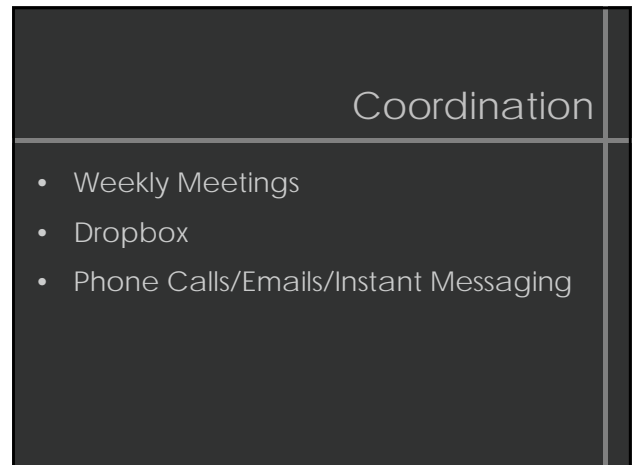 Coordination
• Weekly Meetings
• Dropbox
• Phone Calls/Emails/Instant Messaging